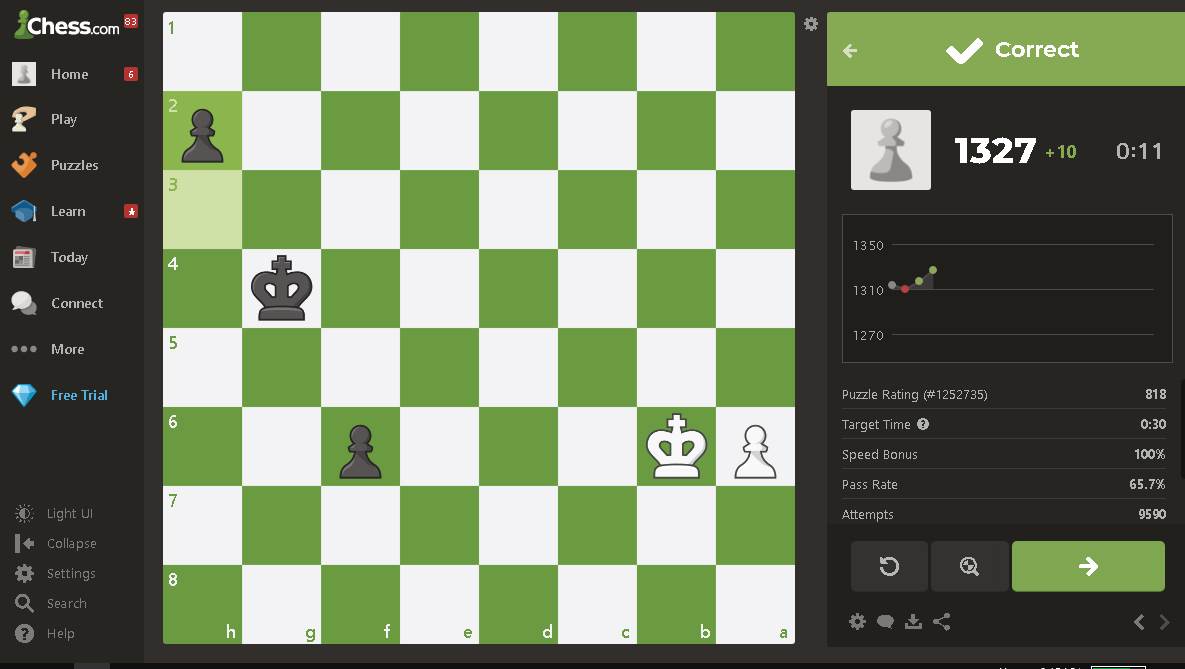 Chess.com 83
Home 6
Play
Puzzles
Learn
Today
Connect
More
Free Trial
Light UI
Collapse
Settings
Search
Help
1
2
3
4
5
6
7
8
h g f e d c b a
Correct
1327 +10 0:11
1350
1310
1270
Puzzle Rating (#1252735) 818
Target Time ? 0:30
Speed Bonus 100%
Pass Rate 65.7%
Attempts 9590